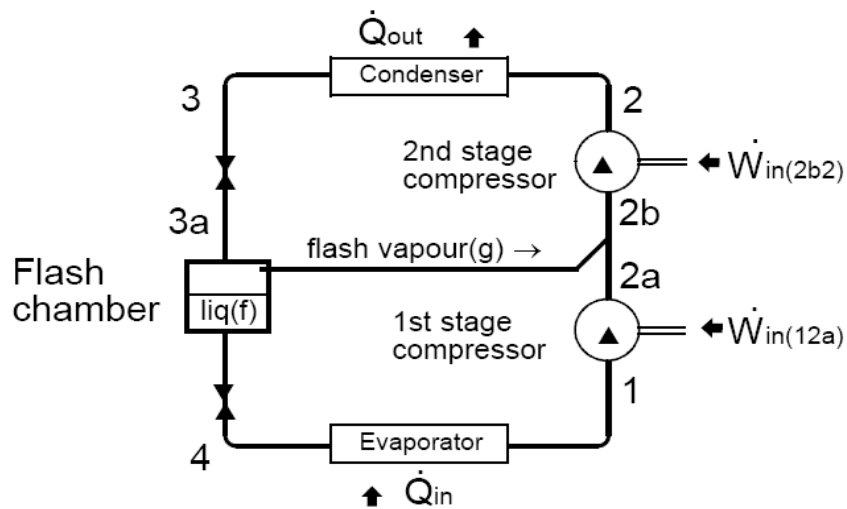 Q̇out
Condenser
3
2
2nd stage
compressor
Ẇin(2b2)
3a
2b
flash vapour(g) →
2a
Flash
chamber
liq(f)
1st stage
compressor
Ẇin(12a)
1
4
Evaporator
Q̇in